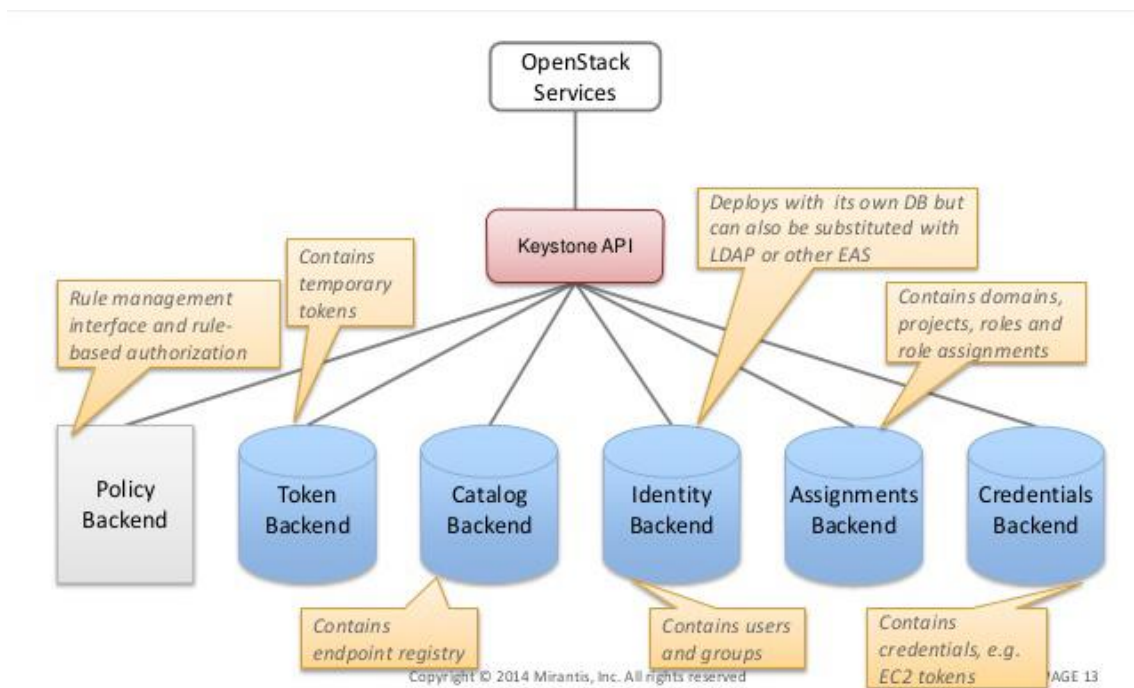 OpenStack
Services
Keystone API
Deploys with its own DB but
can also be substituted with
LDAP or other EAS
Contains
temporary
tokens
Rule management
interface and rule-
based authorization
Contains domains,
projects, roles and
role assignments
Policy
Backend
Token
Backend
Catalog
Backend
Identity
Backend
Assignments
Backend
Credentials
Backend
Contains
endpoint registry
Contains users
and groups
Contains
credentials, e.g.
EC2 tokens
Copyright © 2014 Mirantis, Inc. All rights reserved
PAGE 13